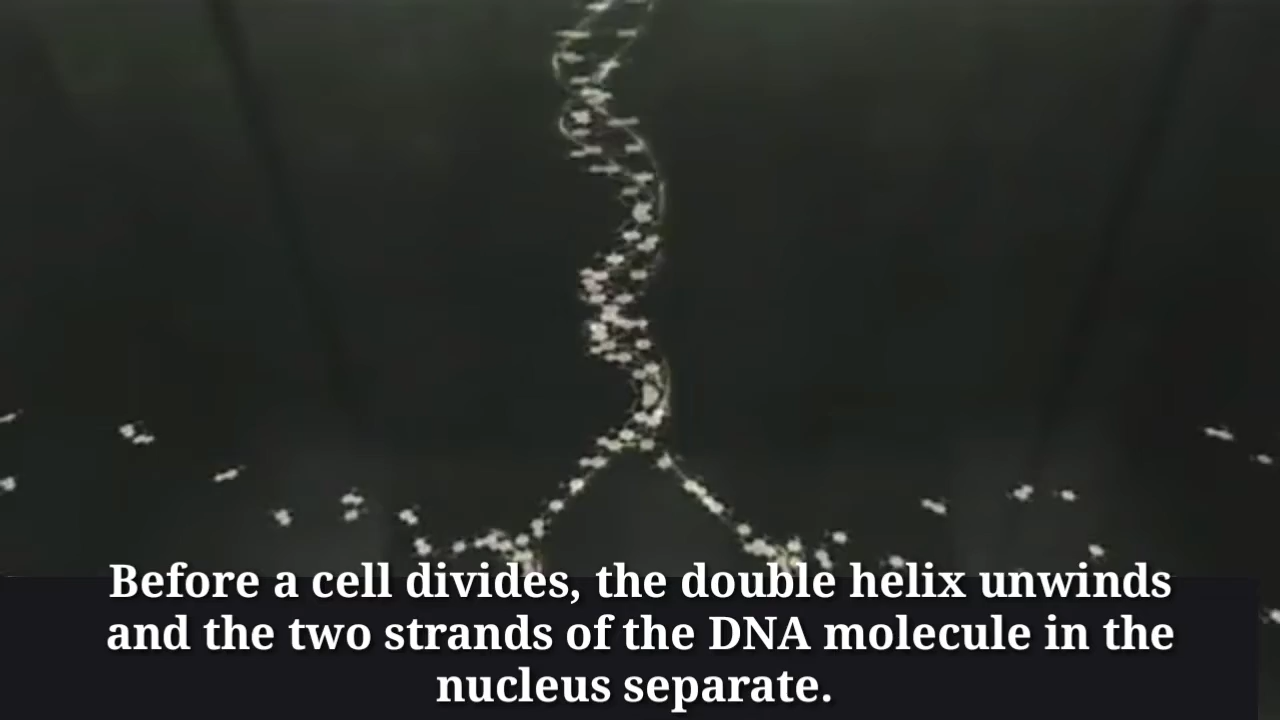 Before a cell divides, the double helix unwinds
and the two strands of the DNA molecule in the
nucleus separate.